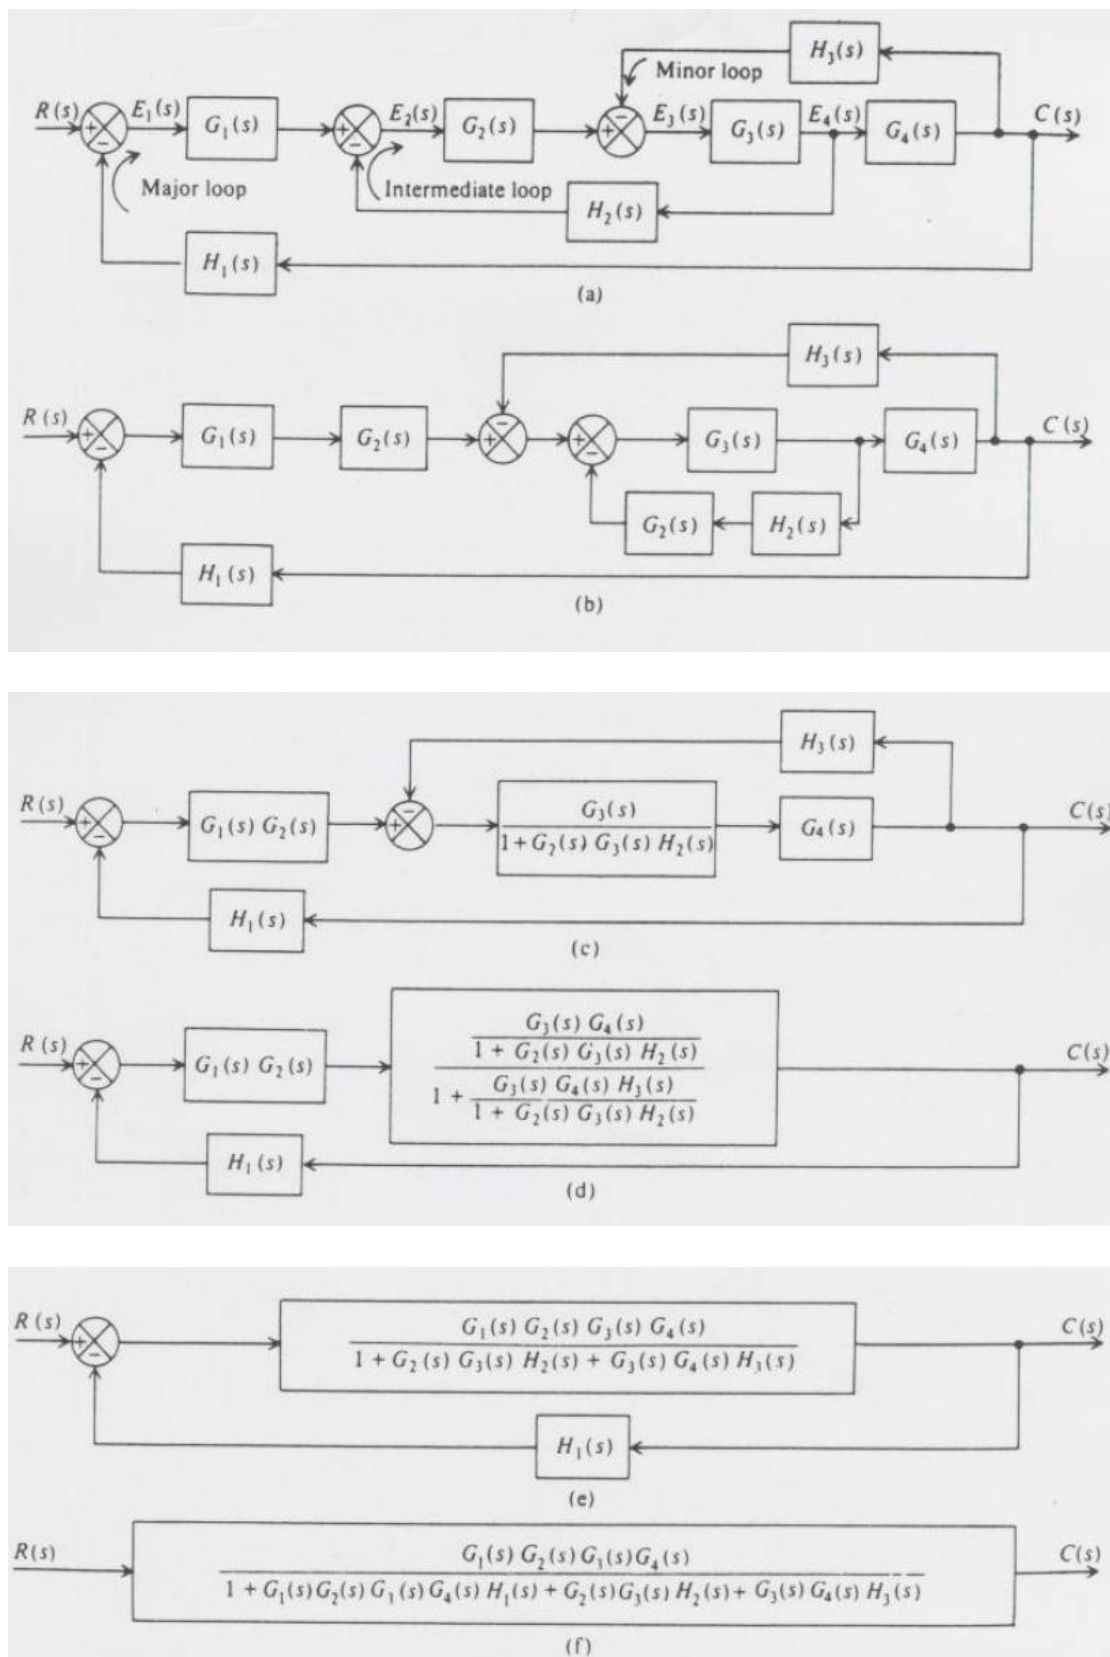 H₃(s)
Minor loop
R(s) E₁(s) G₁(s) E₂(s) G₂(s) E₃(s) G₃(s) E₄(s) G₄(s) C(s)
+ − + − + −
Major loop Intermediate loop
H₂(s)
H₁(s)
(a)
H₃(s)
R(s) C(s)
+ − G₁(s) G₂(s) + − + − G₃(s) G₄(s)
G₂(s) H₂(s)
H₁(s)
(b)
H₃(s)
R(s) C(s)
+ − G₁(s) G₂(s) + − G₃(s) G₄(s)
1+G₂(s) G₃(s) H₂(s)
H₁(s)
(c)
G₃(s) G₄(s)
R(s) 1 + G₂(s) G₃(s) H₂(s) C(s)
+ − G₁(s) G₂(s)
1 + G₃(s) G₄(s) H₃(s)
1 + G₂(s) G₃(s) H₂(s)
H₁(s)
(d)
R(s) G₁(s) G₂(s) G₃(s) G₄(s) C(s)
+ − 1 + G₂(s) G₃(s) H₂(s) + G₃(s) G₄(s) H₃(s)
H₁(s)
(e)
R(s) G₁(s) G₂(s) G₁(s)G₄(s) C(s)
1 + G₁(s)G₂(s) G₁(s) G₄(s) H₁(s) + G₂(s)G₃(s) H₂(s) + G₃(s) G₄(s) H₃(s)
(f)